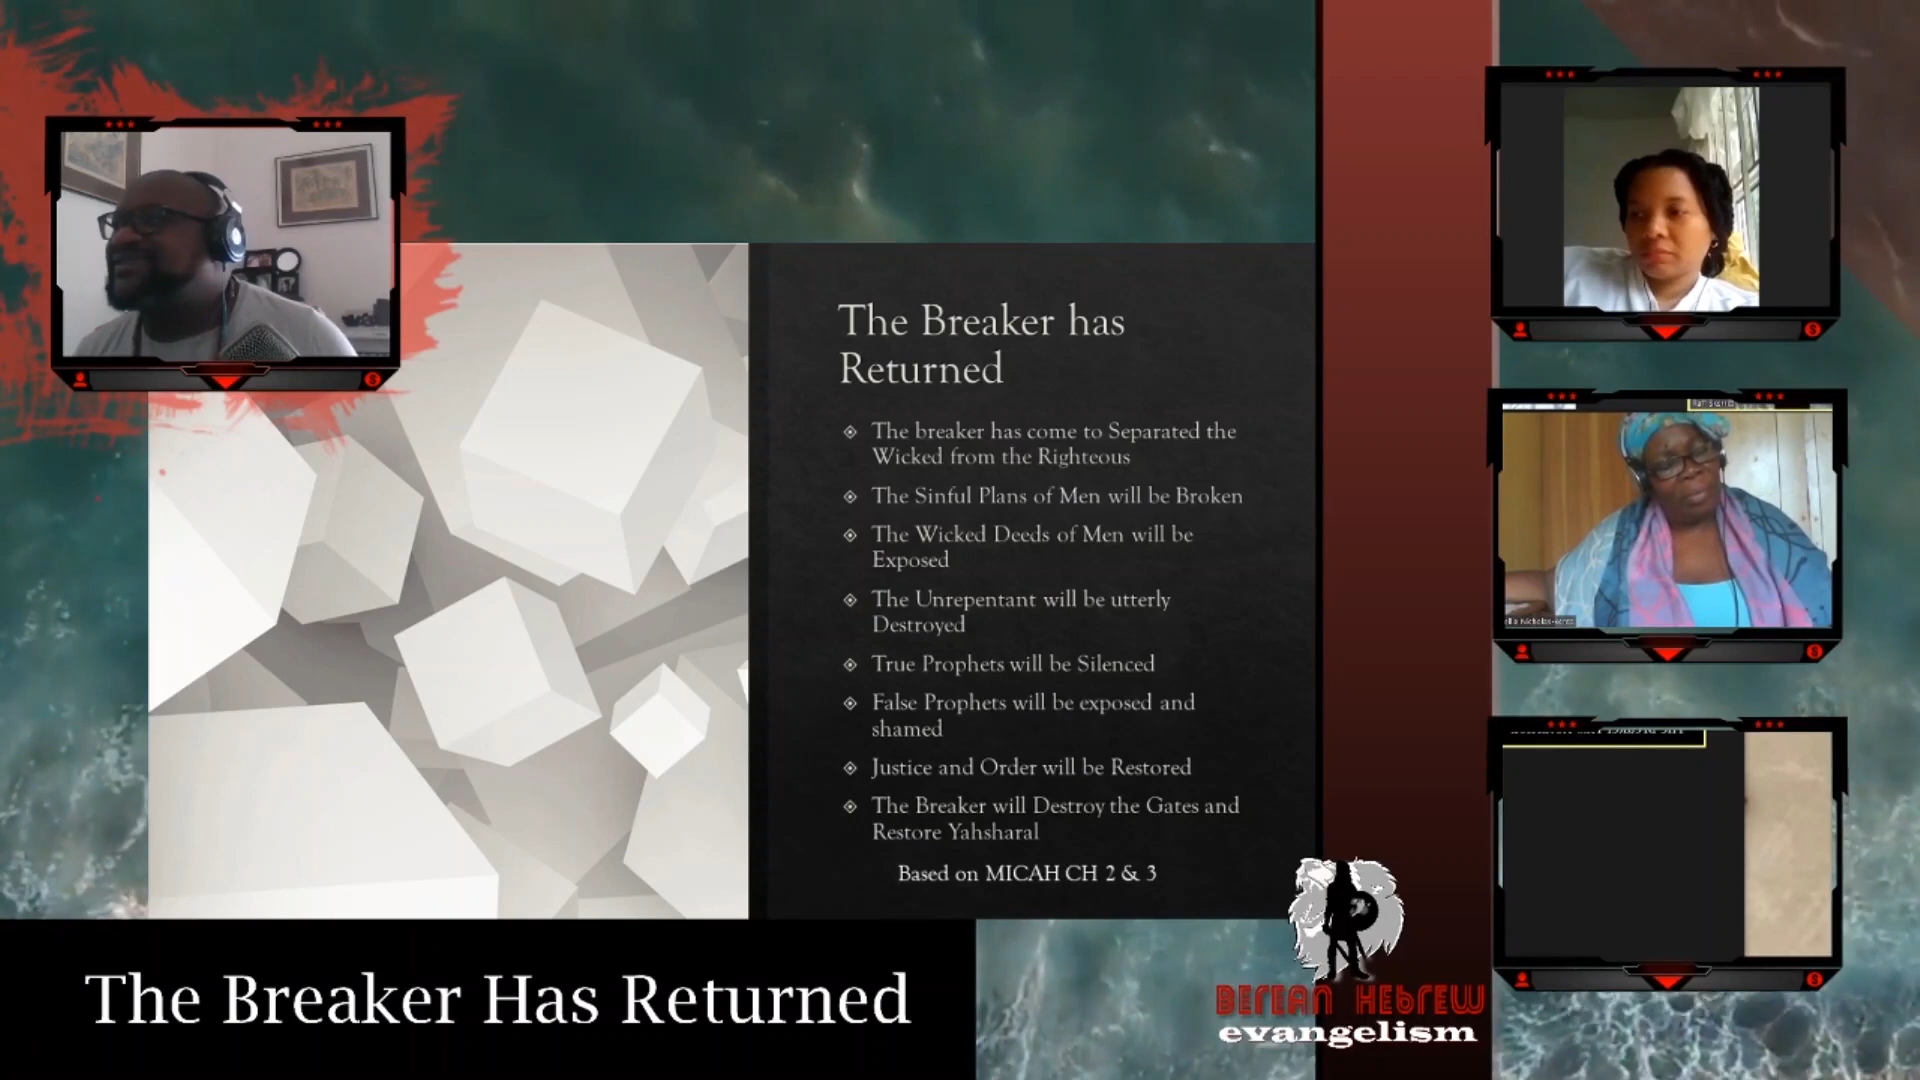 The Breaker has
Returned
The breaker has come to Separated the
Wicked from the Righteous
The Sinful Plans of Men will be Broken
The Wicked Deeds of Men will be
Exposed
The Unrepentant will be utterly
Destroyed
True Prophets will be Silenced
False Prophets will be exposed and
shamed
Justice and Order will be Restored
The Breaker will Destroy the Gates and
Restore Yahsharal
Based on MICAH CH 2 & 3
The Breaker Has Returned
BEREAN HEBREW
evangelism